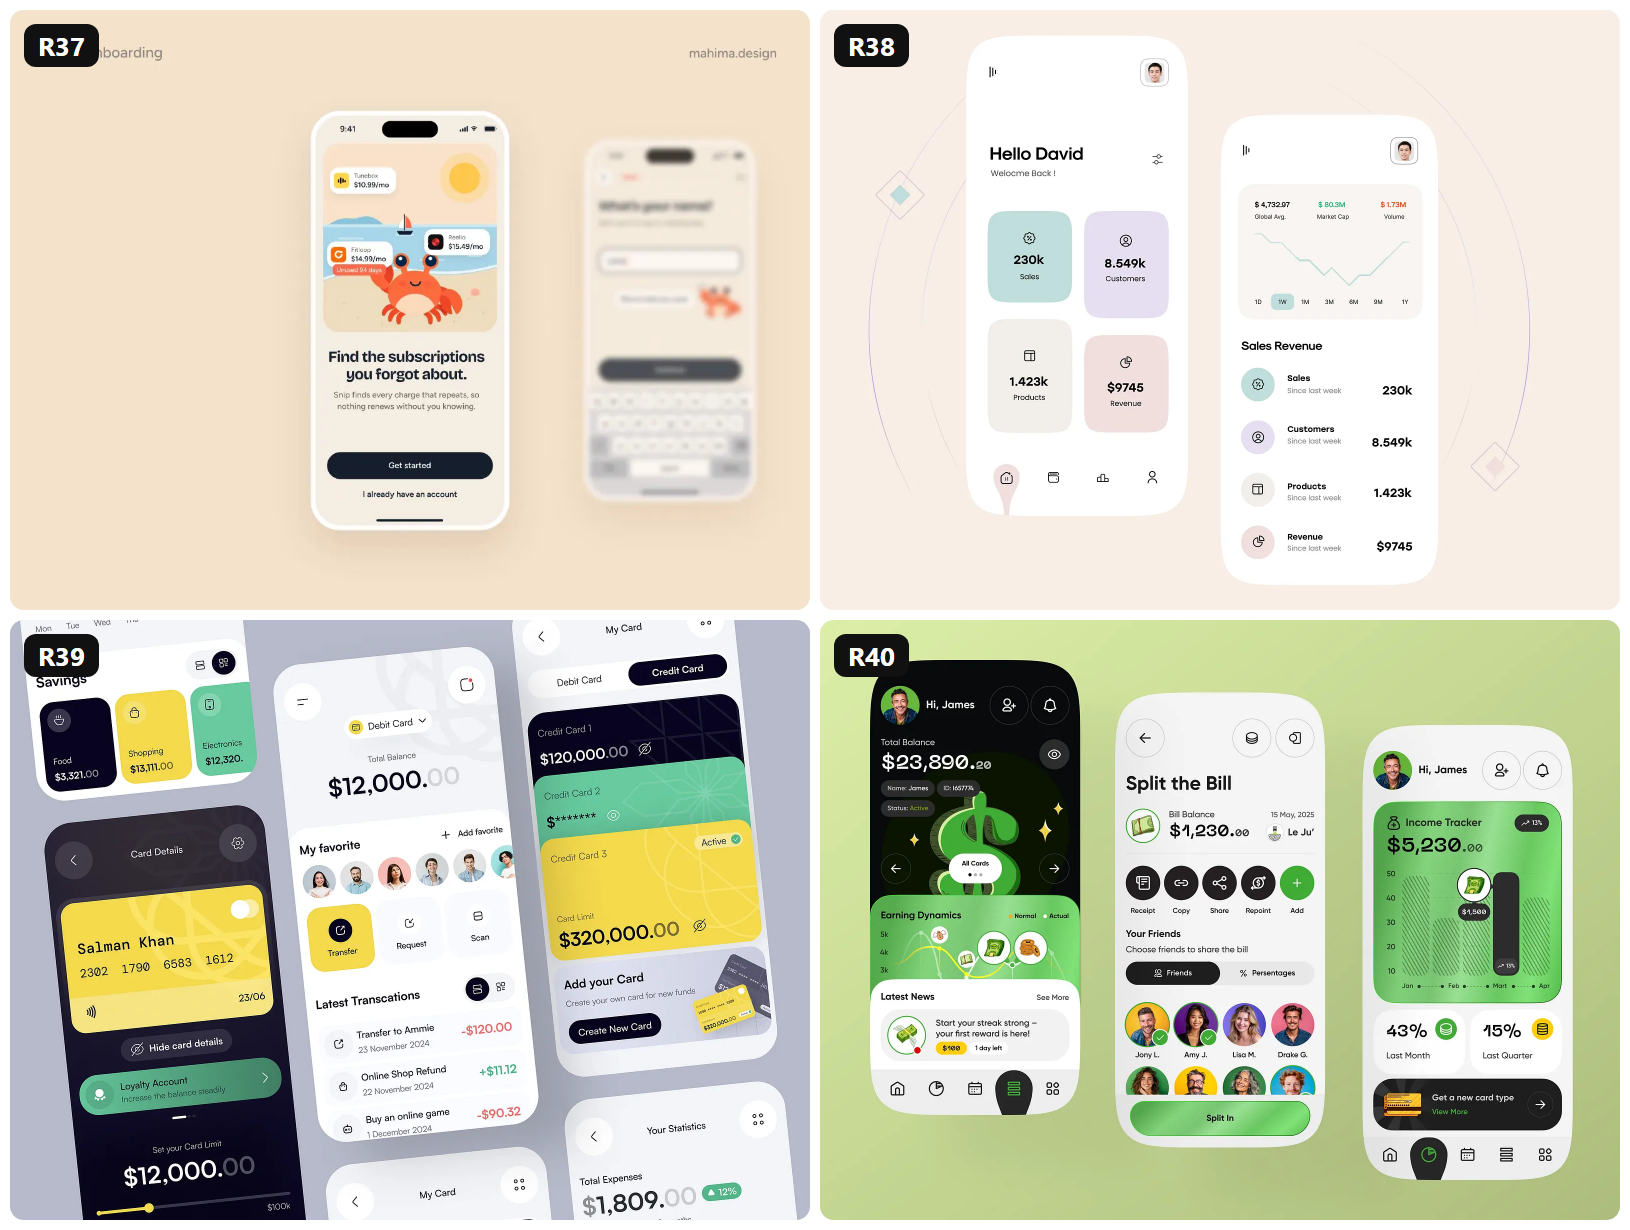 R37
nboarding
mahima.design
9:41
Tunebox
$10.99/mo
Reelio
$15.49/mo
Fitloop
$14.99/mo
Unused 94 days
Find the subscriptions
you forgot about.
Snip finds every charge that repeats, so
nothing renews without you knowing.
Get started
I already have an account
What's your name?
R38
Hello David
Welocme Back !
230k
Sales
8.549k
Customers
1.423k
Products
$9745
Revenue
$ 4,732.97
$ 80.3M
$ 1.73M
Global Avg.
Market Cap
Volume
1D
1W
1M
3M
6M
9M
1Y
Sales Revenue
Sales
Since last week
230k
Customers
Since last week
8.549k
Products
Since last week
1.423k
Revenue
Since last week
$9745
R39
Mon
Tue
Wed
Savings
Food
$3,321.00
Shopping
$13,111.00
Electronics
$12,320.
Card Details
Salman Khan
2302 1790 6583 1612
23/06
Hide card details
Loyalty Account
Increase the balance steadily
Set your Card Limit
$12,000.00
$100k
Debit Card
Total Balance
$12,000.00
My favorite
Add favorite
Transfer
Request
Scan
Latest Transcations
Transfer to Ammie
23 November 2024
-$120.00
Online Shop Refund
22 November 2024
+$11.12
Buy an online game
1 December 2024
-$90.32
My Card
My Card
Debit Card
Credit Card
Credit Card 1
$120,000.00
Credit Card 2
$*******
Credit Card 3
Active
Card Limit
$320,000.00
Add your Card
Create your own card for new funds
Create New Card
Your Statistics
Total Expenses
$1,809.00
12%
R40
Hi, James
Total Balance
$23,890.20
Name: James
ID: I657774
Status: Active
All Cards
Earning Dynamics
Normal
Actual
5k
4k
3k
Latest News
See More
Start your streak strong –
your first reward is here!
$100
1 day left
Split the Bill
Bill Balance
15 May, 2025
$1,230.00
Le Ju'
Receipt
Copy
Share
Repoint
Add
Your Friends
Choose friends to share the bill
Friends
Persentages
Jony L.
Amy J.
Lisa M.
Drake G.
Split In
Hi, James
Income Tracker
13%
$5,230.00
50
40
30
20
10
$1,500
13%
Jan
Feb
Mart
Apr
43%
Last Month
15%
Last Quarter
Get a new card type
View More